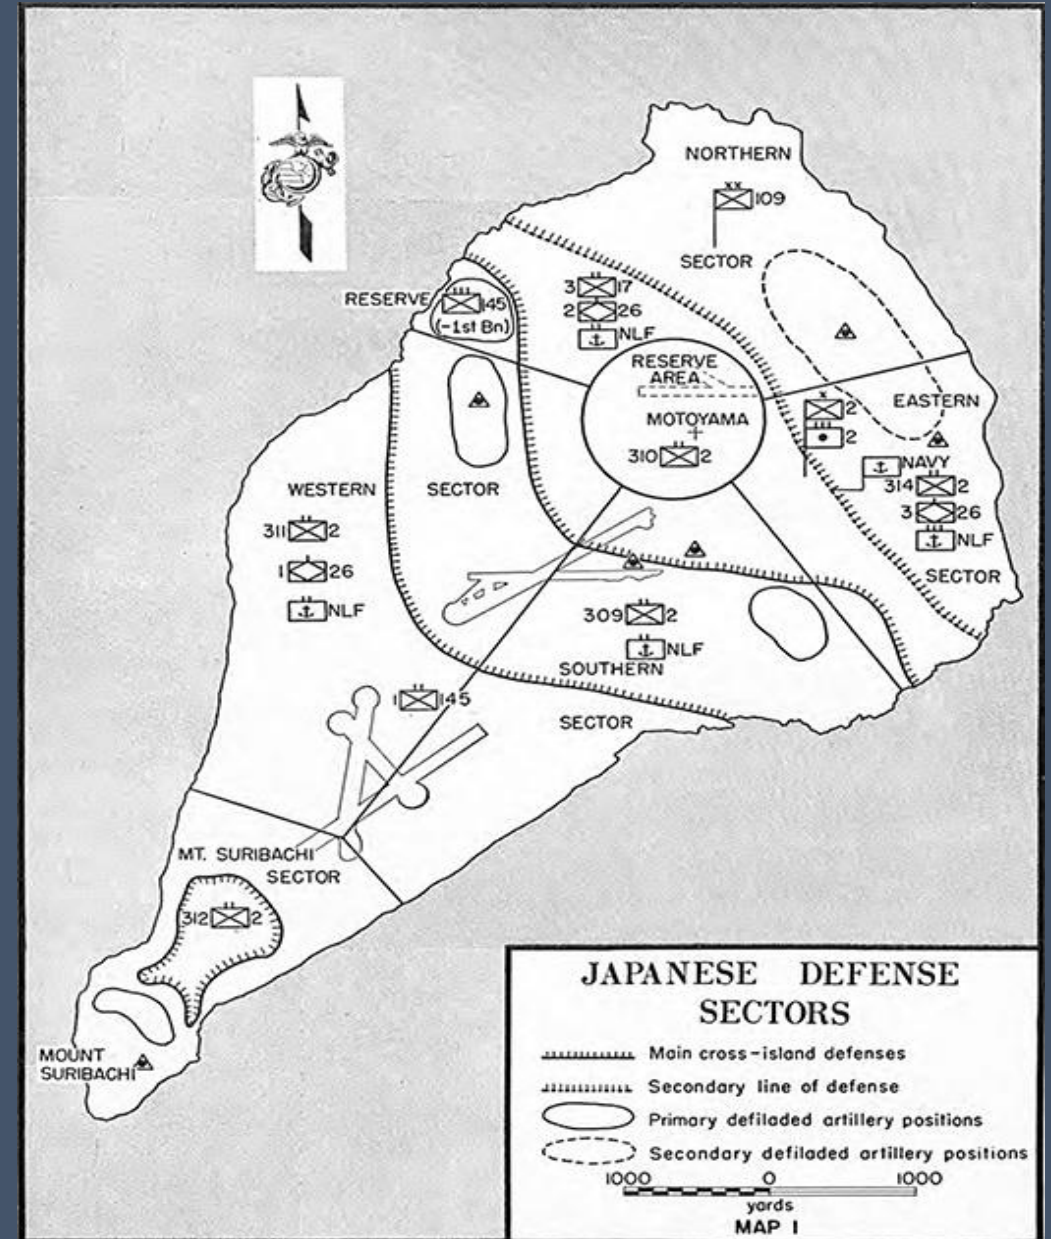 NORTHERN
xx
109
SECTOR
RESERVE
145
(-1st Bn)
3 17
2 26
NLF
RESERVE
AREA
MOTOYAMA
310 2
x
2
2
EASTERN
NAVY
314 2
3 26
NLF
SECTOR
WESTERN
SECTOR
311 2
1 26
NLF
309 2
NLF
SOUTHERN
SECTOR
1 145
MT. SURIBACHI
SECTOR
312 2
MOUNT
SURIBACHI
JAPANESE DEFENSE
SECTORS
Main cross-island defenses
Secondary line of defense
Primary defiladed artillery positions
Secondary defiladed artillery positions
1000 0 1000
yards
MAP I